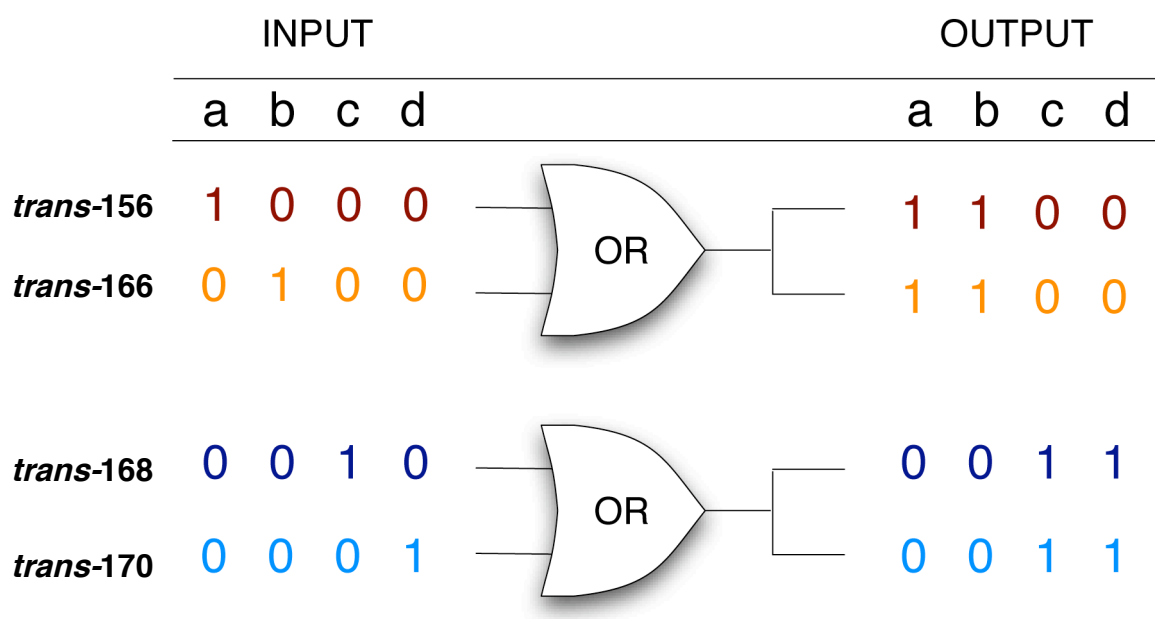 INPUT OUTPUT
a b c d a b c d
trans-156 1 0 0 0 1 1 0 0
OR
trans-166 0 1 0 0 1 1 0 0
trans-168 0 0 1 0 0 0 1 1
OR
trans-170 0 0 0 1 0 0 1 1